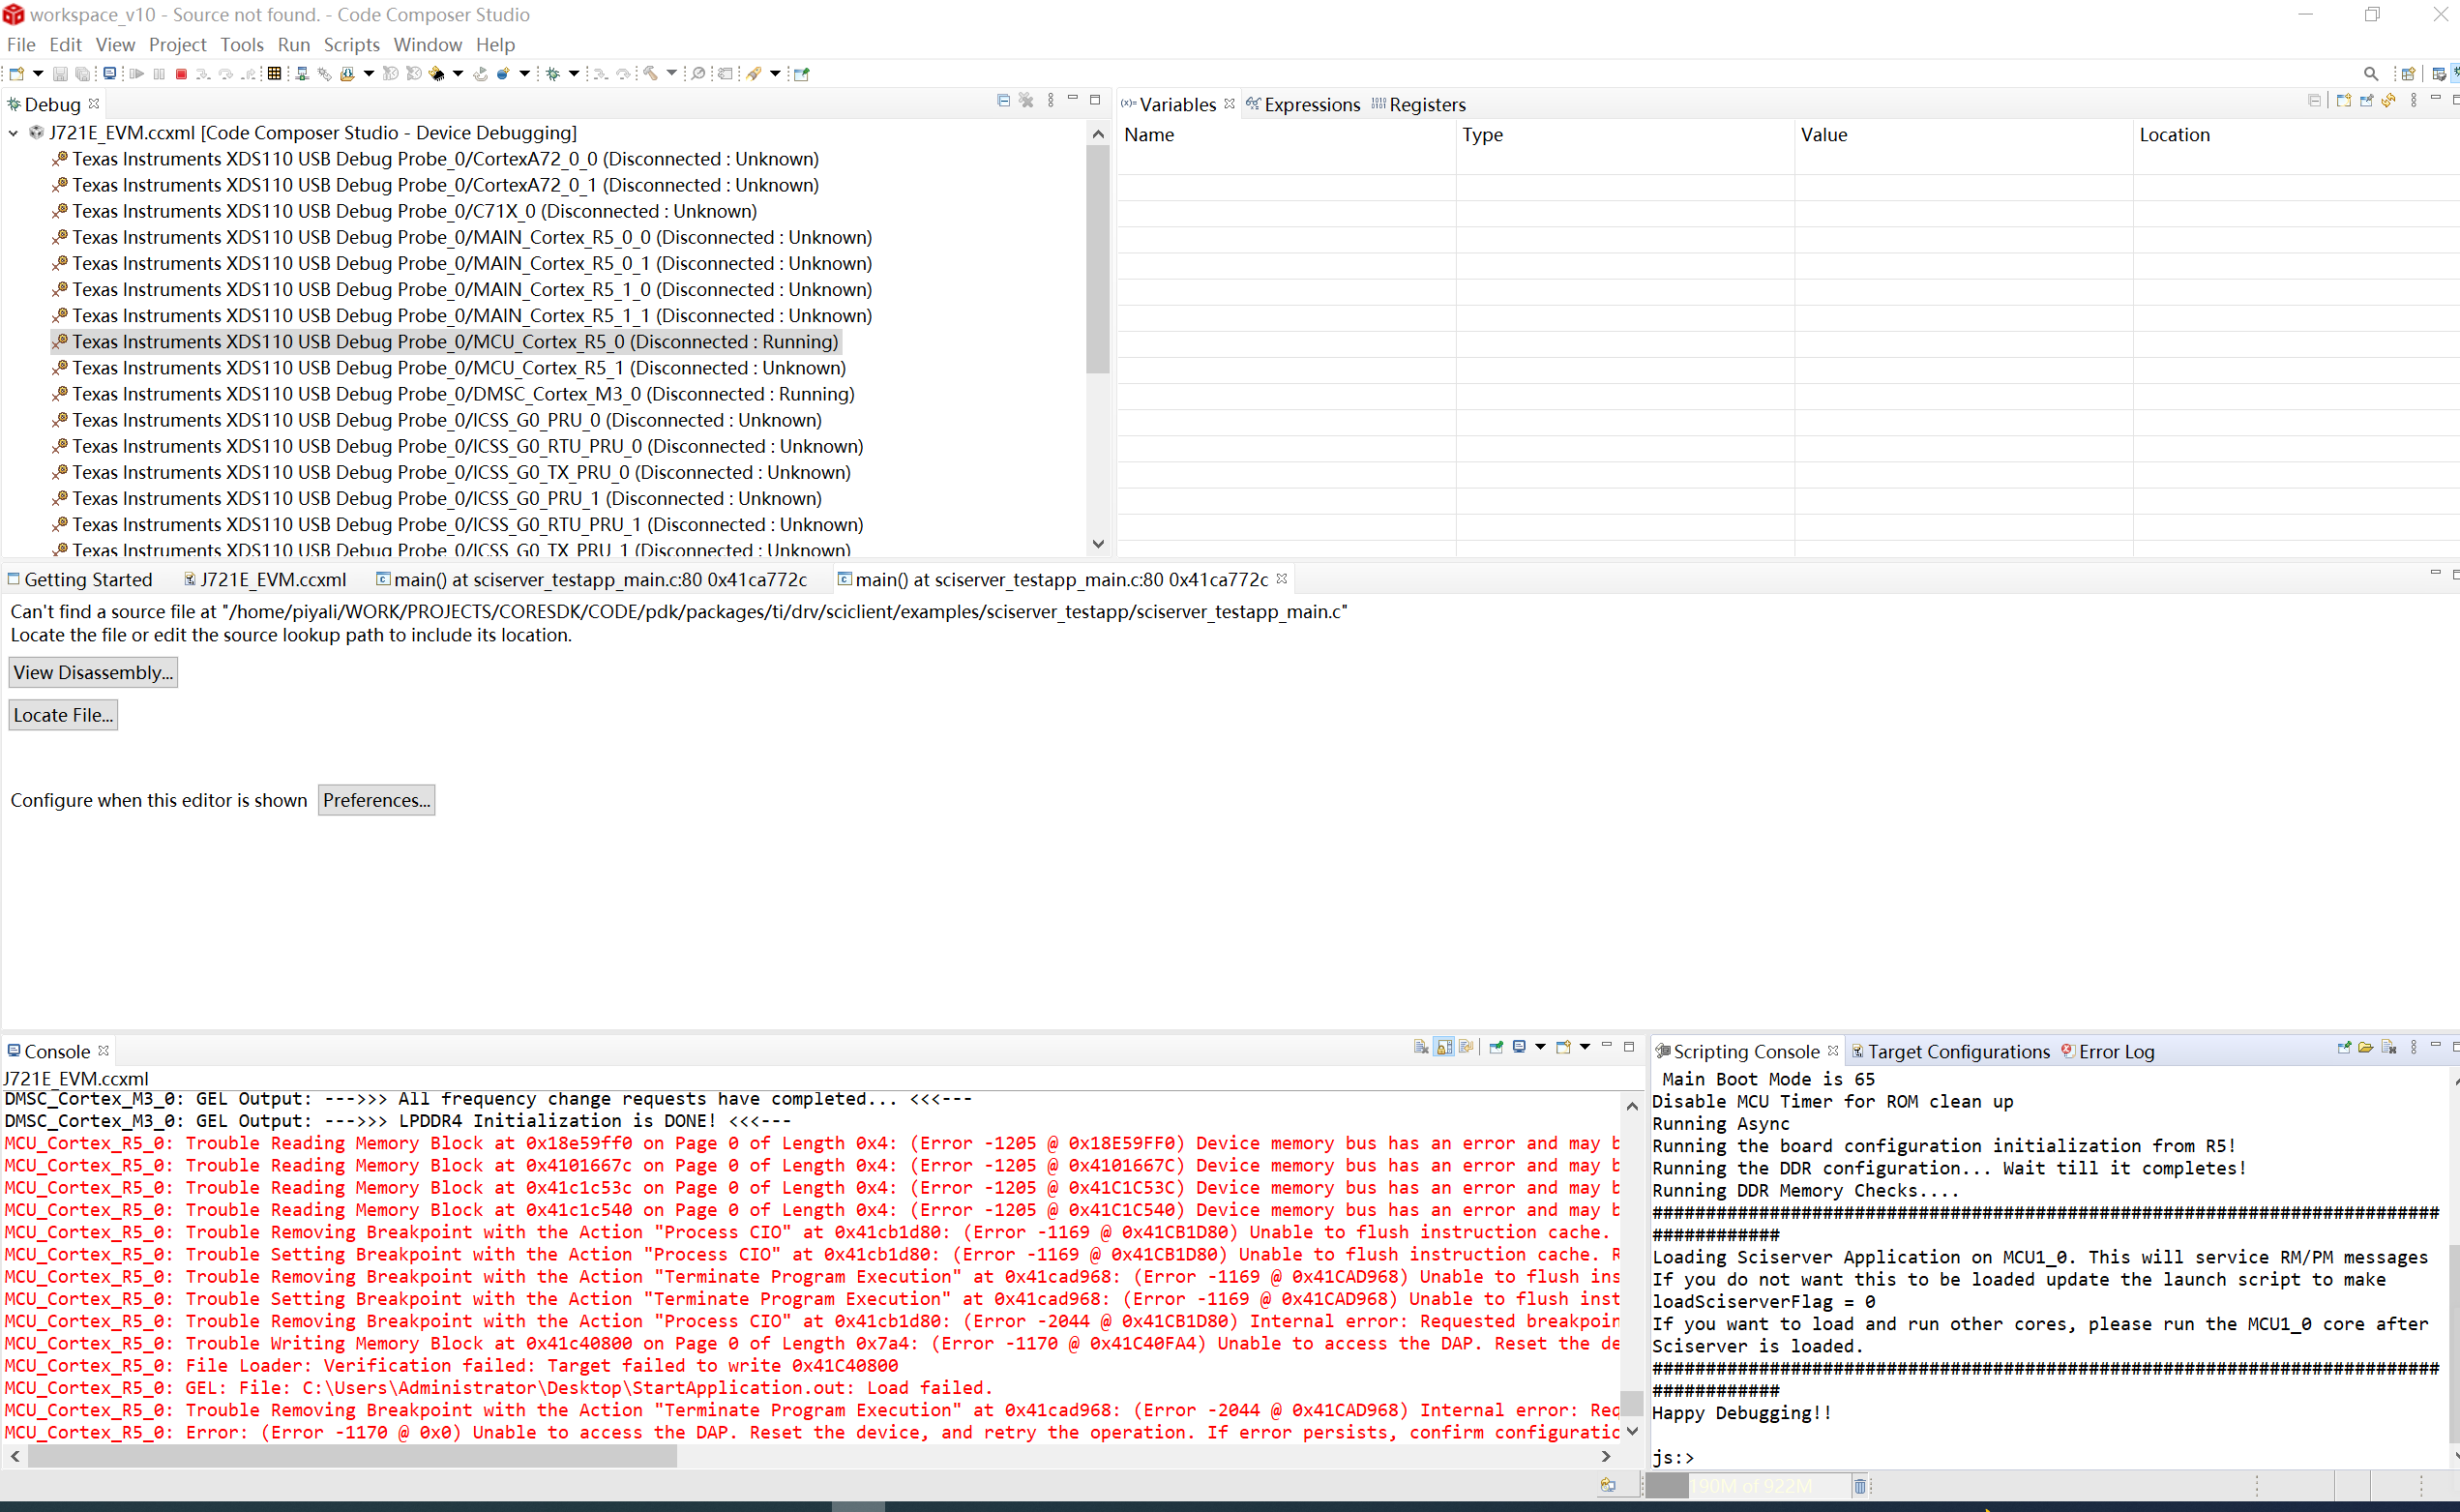 workspace_v10 - Source not found. - Code Composer Studio
File Edit View Project Tools Run Scripts Window Help
Debug
J721E_EVM.ccxml [Code Composer Studio - Device Debugging]
Texas Instruments XDS110 USB Debug Probe_0/CortexA72_0_0 (Disconnected : Unknown)
Texas Instruments XDS110 USB Debug Probe_0/CortexA72_0_1 (Disconnected : Unknown)
Texas Instruments XDS110 USB Debug Probe_0/C71X_0 (Disconnected : Unknown)
Texas Instruments XDS110 USB Debug Probe_0/MAIN_Cortex_R5_0_0 (Disconnected : Unknown)
Texas Instruments XDS110 USB Debug Probe_0/MAIN_Cortex_R5_0_1 (Disconnected : Unknown)
Texas Instruments XDS110 USB Debug Probe_0/MAIN_Cortex_R5_1_0 (Disconnected : Unknown)
Texas Instruments XDS110 USB Debug Probe_0/MAIN_Cortex_R5_1_1 (Disconnected : Unknown)
Texas Instruments XDS110 USB Debug Probe_0/MCU_Cortex_R5_0 (Disconnected : Running)
Texas Instruments XDS110 USB Debug Probe_0/MCU_Cortex_R5_1 (Disconnected : Unknown)
Texas Instruments XDS110 USB Debug Probe_0/DMSC_Cortex_M3_0 (Disconnected : Running)
Texas Instruments XDS110 USB Debug Probe_0/ICSS_G0_PRU_0 (Disconnected : Unknown)
Texas Instruments XDS110 USB Debug Probe_0/ICSS_G0_RTU_PRU_0 (Disconnected : Unknown)
Texas Instruments XDS110 USB Debug Probe_0/ICSS_G0_TX_PRU_0 (Disconnected : Unknown)
Texas Instruments XDS110 USB Debug Probe_0/ICSS_G0_PRU_1 (Disconnected : Unknown)
Texas Instruments XDS110 USB Debug Probe_0/ICSS_G0_RTU_PRU_1 (Disconnected : Unknown)
Texas Instruments XDS110 USB Debug Probe_0/ICSS_G0_TX_PRU_1 (Disconnected : Unknown)
(x)= Variables Expressions 1010 0101 Registers
Name Type Value Location
Getting Started J721E_EVM.ccxml main() at sciserver_testapp_main.c:80 0x41ca772c main() at sciserver_testapp_main.c:80 0x41ca772c
Can't find a source file at "/home/piyali/WORK/PROJECTS/CORESDK/CODE/pdk/packages/ti/drv/sciclient/examples/sciserver_testapp/sciserver_testapp_main.c"
Locate the file or edit the source lookup path to include its location.
View Disassembly...
Locate File...
Configure when this editor is shown Preferences...
Console
J721E_EVM.ccxml
DMSC_Cortex_M3_0: GEL Output: --->>> All frequency change requests have completed... <<<---
DMSC_Cortex_M3_0: GEL Output: --->>> LPDDR4 Initialization is DONE! <<<---
MCU_Cortex_R5_0: Trouble Reading Memory Block at 0x18e59ff0 on Page 0 of Length 0x4: (Error -1205 @ 0x18E59FF0) Device memory bus has an error and may b
MCU_Cortex_R5_0: Trouble Reading Memory Block at 0x4101667c on Page 0 of Length 0x4: (Error -1205 @ 0x4101667C) Device memory bus has an error and may b
MCU_Cortex_R5_0: Trouble Reading Memory Block at 0x41c1c53c on Page 0 of Length 0x4: (Error -1205 @ 0x41C1C53C) Device memory bus has an error and may b
MCU_Cortex_R5_0: Trouble Reading Memory Block at 0x41c1c540 on Page 0 of Length 0x4: (Error -1205 @ 0x41C1C540) Device memory bus has an error and may b
MCU_Cortex_R5_0: Trouble Removing Breakpoint with the Action "Process CIO" at 0x41cb1d80: (Error -1169 @ 0x41CB1D80) Unable to flush instruction cache.
MCU_Cortex_R5_0: Trouble Setting Breakpoint with the Action "Process CIO" at 0x41cb1d80: (Error -1169 @ 0x41CB1D80) Unable to flush instruction cache. R
MCU_Cortex_R5_0: Trouble Removing Breakpoint with the Action "Terminate Program Execution" at 0x41cad968: (Error -1169 @ 0x41CAD968) Unable to flush ins
MCU_Cortex_R5_0: Trouble Setting Breakpoint with the Action "Terminate Program Execution" at 0x41cad968: (Error -1169 @ 0x41CAD968) Unable to flush inst
MCU_Cortex_R5_0: Trouble Removing Breakpoint with the Action "Process CIO" at 0x41cb1d80: (Error -2044 @ 0x41CB1D80) Internal error: Requested breakpoin
MCU_Cortex_R5_0: Trouble Writing Memory Block at 0x41c40800 on Page 0 of Length 0x7a4: (Error -1170 @ 0x41C40FA4) Unable to access the DAP. Reset the de
MCU_Cortex_R5_0: File Loader: Verification failed: Target failed to write 0x41C40800
MCU_Cortex_R5_0: GEL: File: C:\Users\Administrator\Desktop\StartApplication.out: Load failed.
MCU_Cortex_R5_0: Trouble Removing Breakpoint with the Action "Terminate Program Execution" at 0x41cad968: (Error -2044 @ 0x41CAD968) Internal error: Req
MCU_Cortex_R5_0: Error: (Error -1170 @ 0x0) Unable to access the DAP. Reset the device, and retry the operation. If error persists, confirm configuratio
Scripting Console Target Configurations Error Log
Main Boot Mode is 65
Disable MCU Timer for ROM clean up
Running Async
Running the board configuration initialization from R5!
Running the DDR configuration... Wait till it completes!
Running DDR Memory Checks....
##########################################################################
############
Loading Sciserver Application on MCU1_0. This will service RM/PM messages
If you do not want this to be loaded update the launch script to make
loadSciserverFlag = 0
If you want to load and run other cores, please run the MCU1_0 core after
Sciserver is loaded.
##########################################################################
############
Happy Debugging!!
js:>
190M of 922M